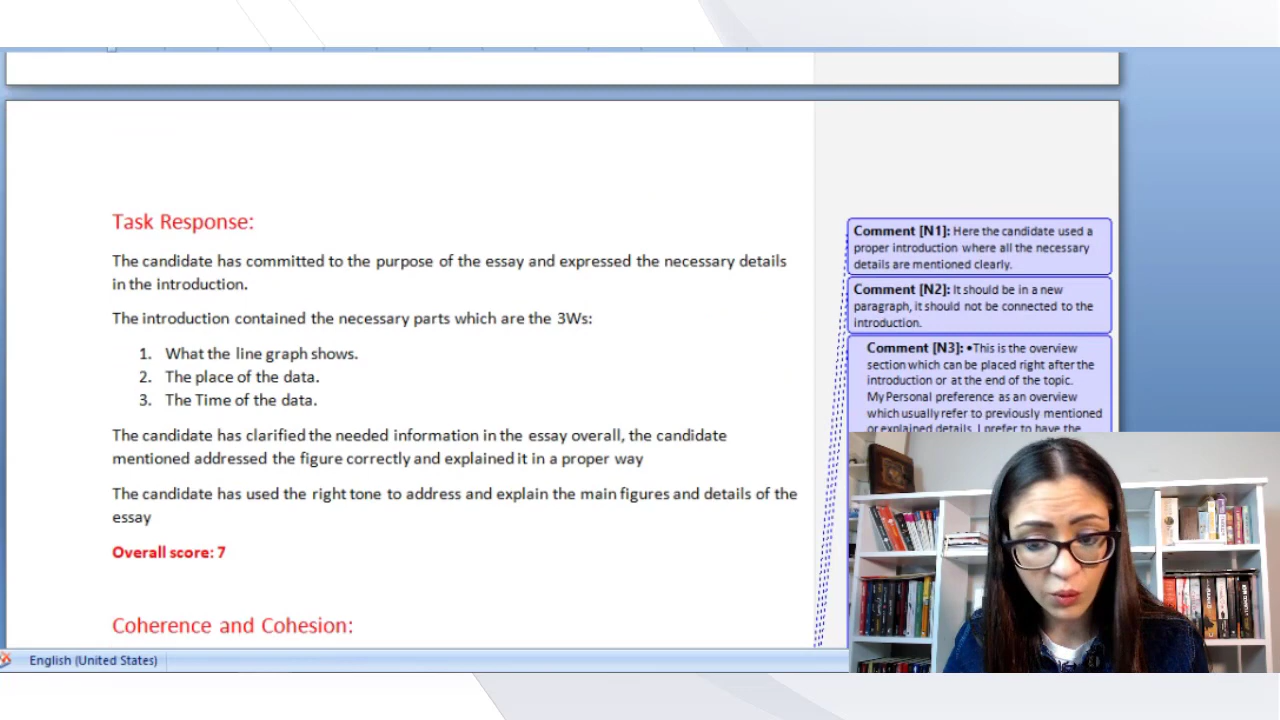 Task Response:
The candidate has committed to the purpose of the essay and expressed the necessary details
in the introduction.
The introduction contained the necessary parts which are the 3Ws:
1. What the line graph shows.
2. The place of the data.
3. The Time of the data.
The candidate has clarified the needed information in the essay overall, the candidate
mentioned addressed the figure correctly and explained it in a proper way
The candidate has used the right tone to address and explain the main figures and details of the
essay
Overall score: 7
Coherence and Cohesion:
Comment [N1]: Here the candidate used a
proper introduction where all the necessary
details are mentioned clearly.
Comment [N2]: It should be in a new
paragraph, it should not be connected to the
introduction.
Comment [N3]: •This is the overview
section which can be placed right after the
introduction or at the end of the topic.
My Personal preference as an overview
which usually refer to previously mentioned
or explained details, I prefer to have the
English (United States)